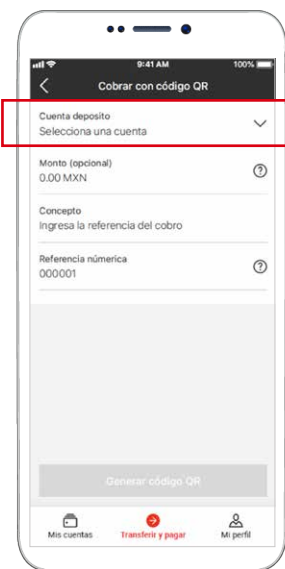 9:41 AM
100%
Cobrar con código QR
Cuenta deposito
Selecciona una cuenta
Monto (opcional)
0.00 MXN
Concepto
Ingresa la referencia del cobro
Referencia númerica
000001
Generar código QR
Mis cuentas
Transferir y pagar
Mi perfil